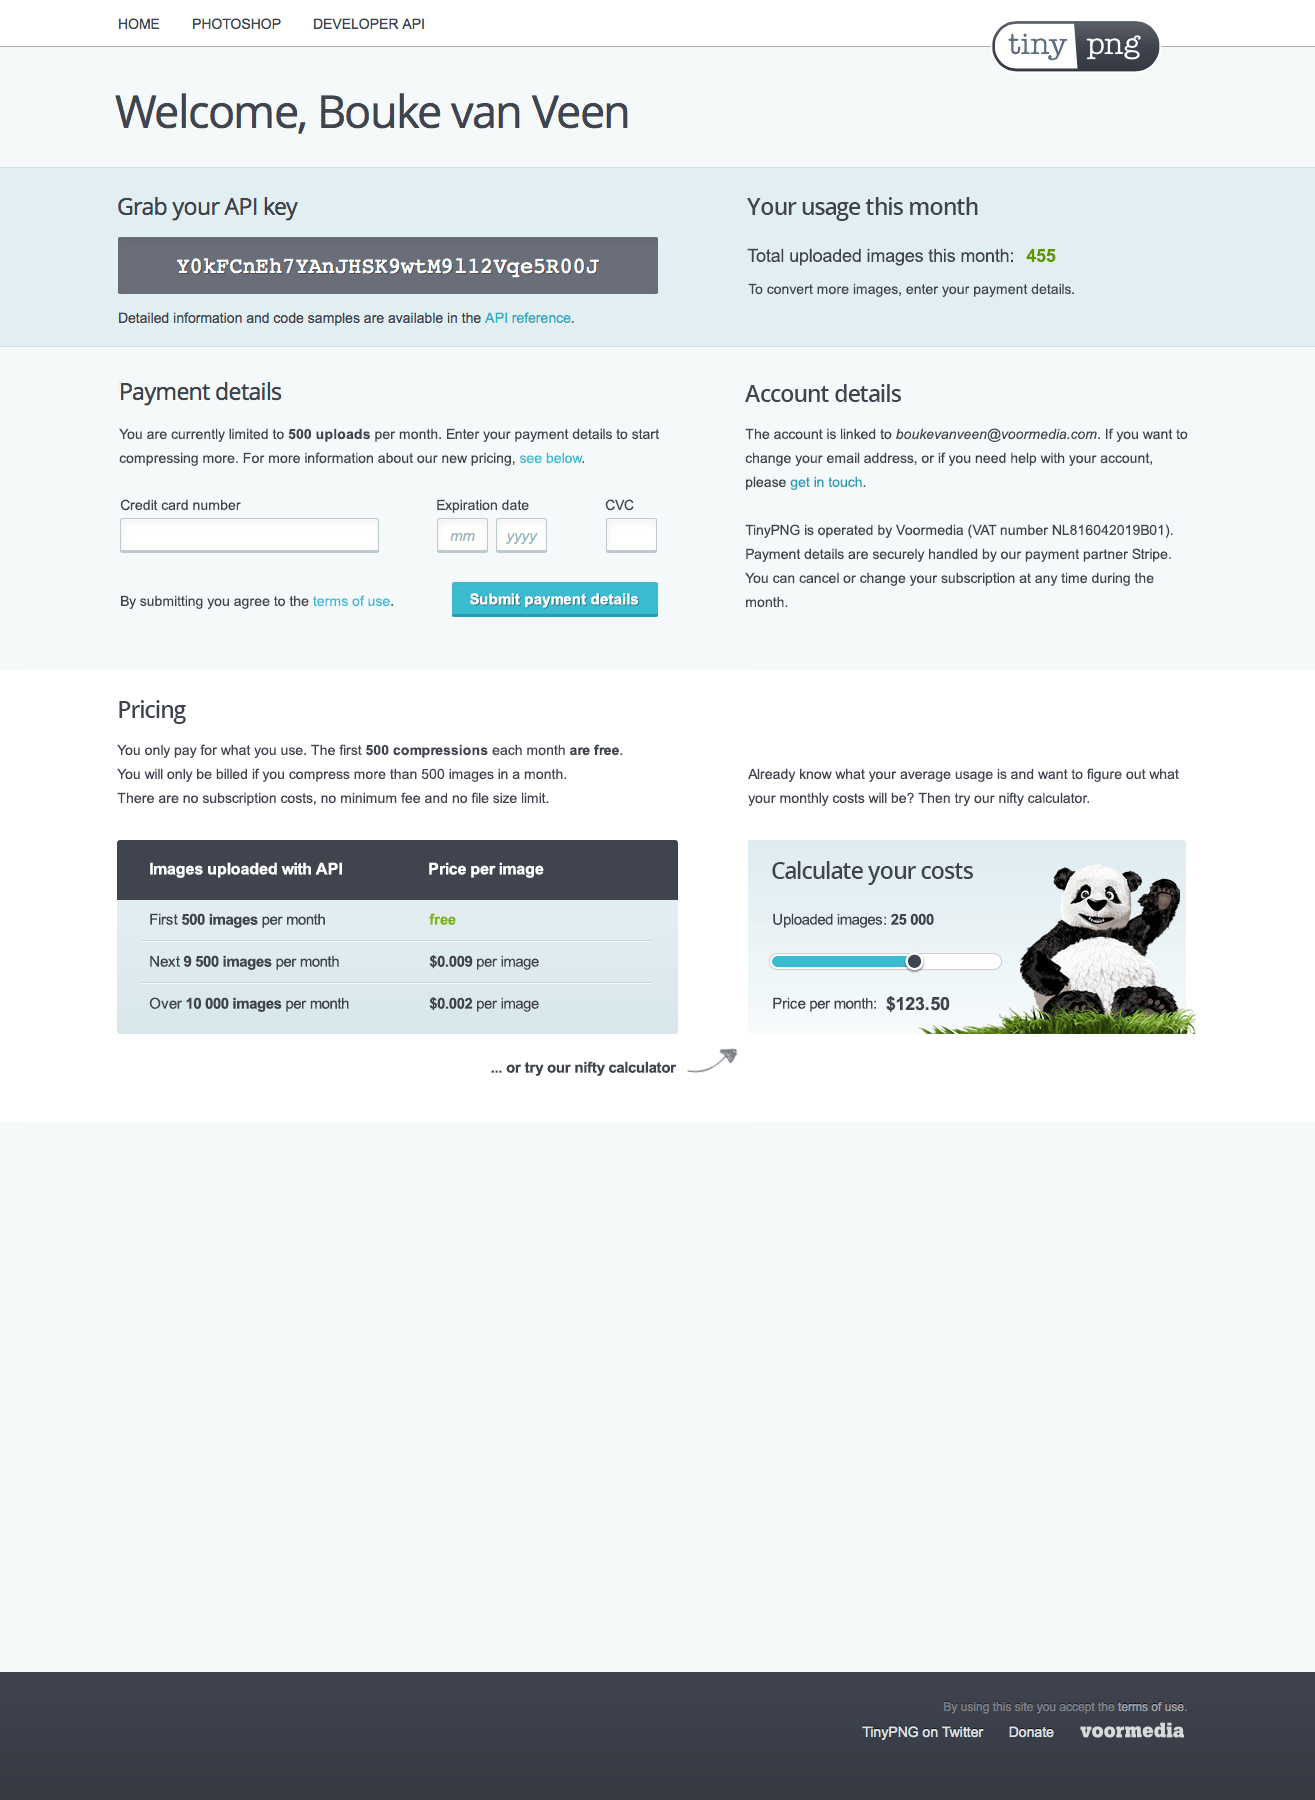 HOME PHOTOSHOP DEVELOPER API
tiny png
Welcome, Bouke van Veen
Grab your API key
Y0kFCnEh7YAnJHSK9wtM9l12Vqe5R00J
Detailed information and code samples are available in the API reference.
Your usage this month
Total uploaded images this month: 455
To convert more images, enter your payment details.
Payment details
You are currently limited to 500 uploads per month. Enter your payment details to start
compressing more. For more information about our new pricing, see below.
Credit card number Expiration date CVC
mm yyyy
By submitting you agree to the terms of use. Submit payment details
Account details
The account is linked to boukevanveen@voormedia.com. If you want to
change your email address, or if you need help with your account,
please get in touch.
TinyPNG is operated by Voormedia (VAT number NL816042019B01).
Payment details are securely handled by our payment partner Stripe.
You can cancel or change your subscription at any time during the
month.
Pricing
You only pay for what you use. The first 500 compressions each month are free.
You will only be billed if you compress more than 500 images in a month.
There are no subscription costs, no minimum fee and no file size limit.
Already know what your average usage is and want to figure out what
your monthly costs will be? Then try our nifty calculator.
Images uploaded with API Price per image
First 500 images per month free
Next 9 500 images per month $0.009 per image
Over 10 000 images per month $0.002 per image
Calculate your costs
Uploaded images: 25 000
Price per month: $123.50
... or try our nifty calculator
By using this site you accept the terms of use.
TinyPNG on Twitter Donate voormedia